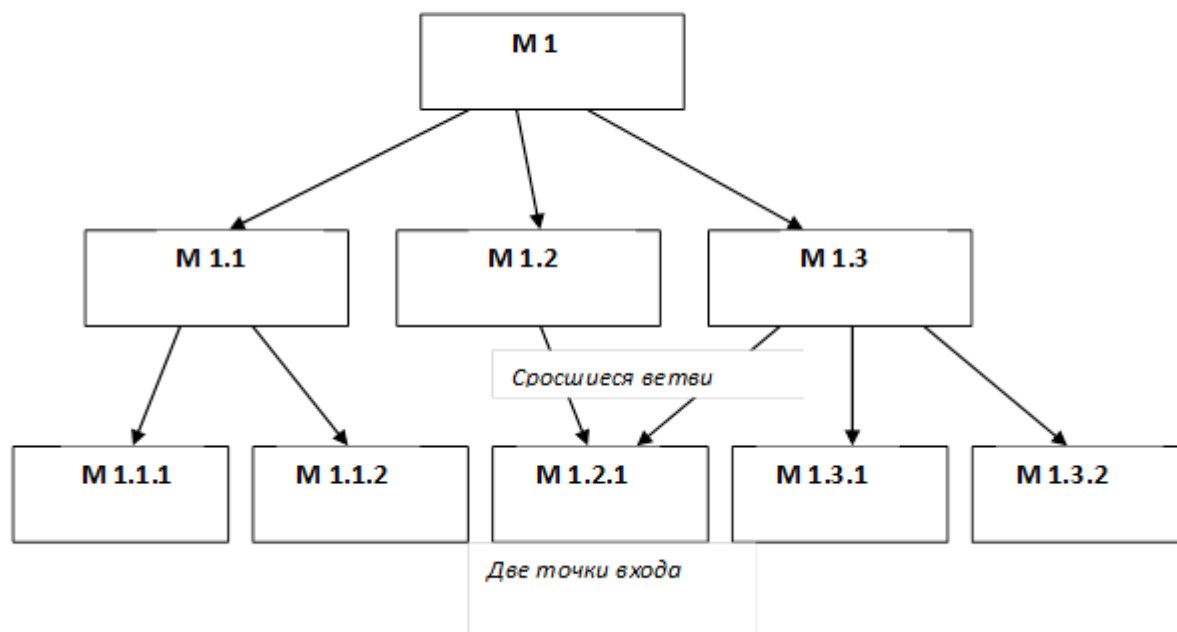 М 1
М 1.1
М 1.2
М 1.3
Сросшиеся ветви
М 1.1.1
М 1.1.2
М 1.2.1
М 1.3.1
М 1.3.2
Две точки входа